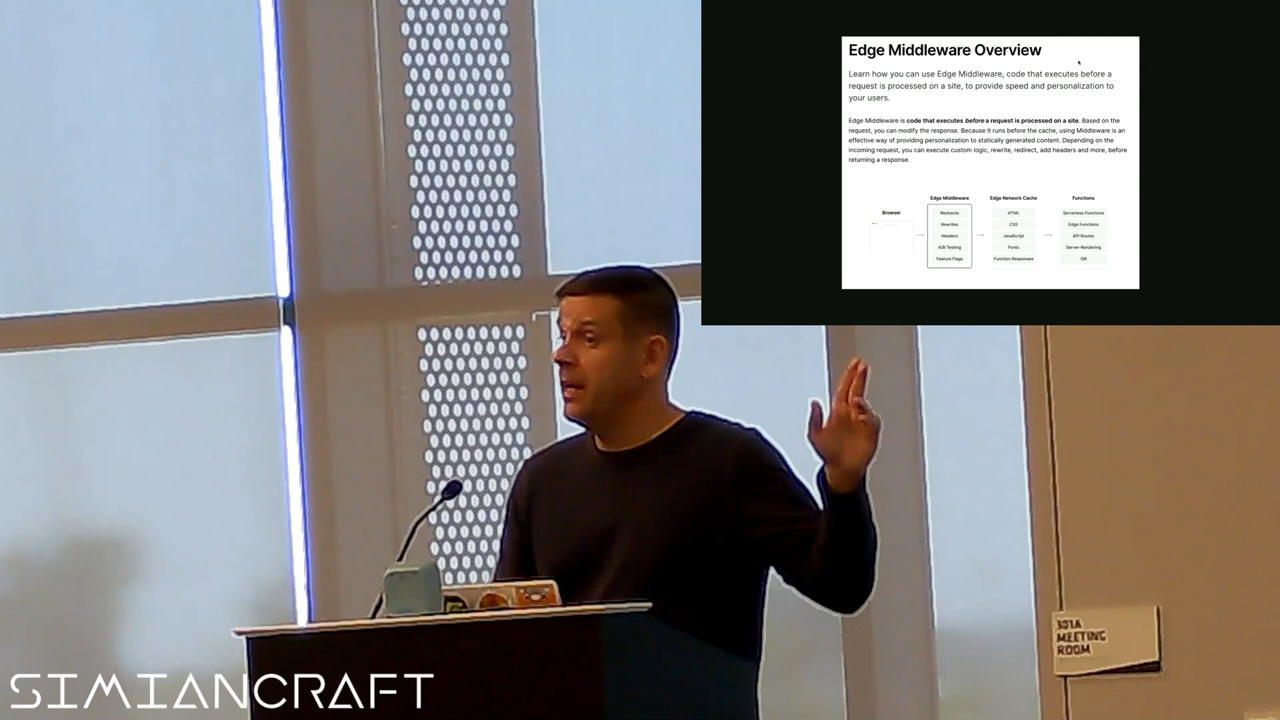 Edge Middleware Overview
Learn how you can use Edge Middleware, code that executes before a
request is processed on a site, to provide speed and personalization to
your users.
Edge Middleware is code that executes before a request is processed on a site. Based on the
request, you can modify the response. Because it runs before the cache, using Middleware is an
effective way of providing personalization to statically generated content. Depending on the
incoming request, you can execute custom logic, rewrite, redirect, add headers and more, before
returning a response.
Browser
Edge Middleware
Redirects
Rewrites
Headers
A/B Testing
Feature Flags
Edge Network Cache
HTML
CSS
JavaScript
Fonts
Function Responses
Functions
Serverless Functions
Edge Functions
API Routes
Server-Rendering
ISR
301A
MEETING
ROOM
SIMIANCRAFT